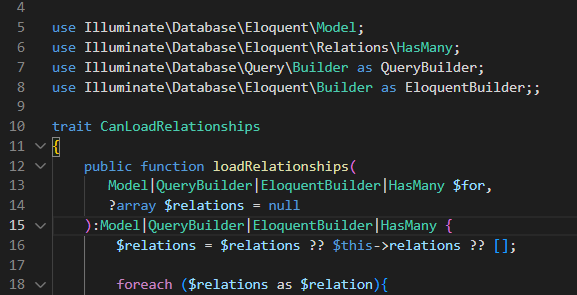 4
5 use Illuminate\Database\Eloquent\Model;
6 use Illuminate\Database\Eloquent\Relations\HasMany;
7 use Illuminate\Database\Query\Builder as QueryBuilder;
8 use Illuminate\Database\Eloquent\Builder as EloquentBuilder;;
9
10 trait CanLoadRelationships
11 {
12 public function loadRelationships(
13 Model|QueryBuilder|EloquentBuilder|HasMany $for,
14 ?array $relations = null
15 ):Model|QueryBuilder|EloquentBuilder|HasMany {
16 $relations = $relations ?? $this->relations ?? [];
17
18 foreach ($relations as $relation){